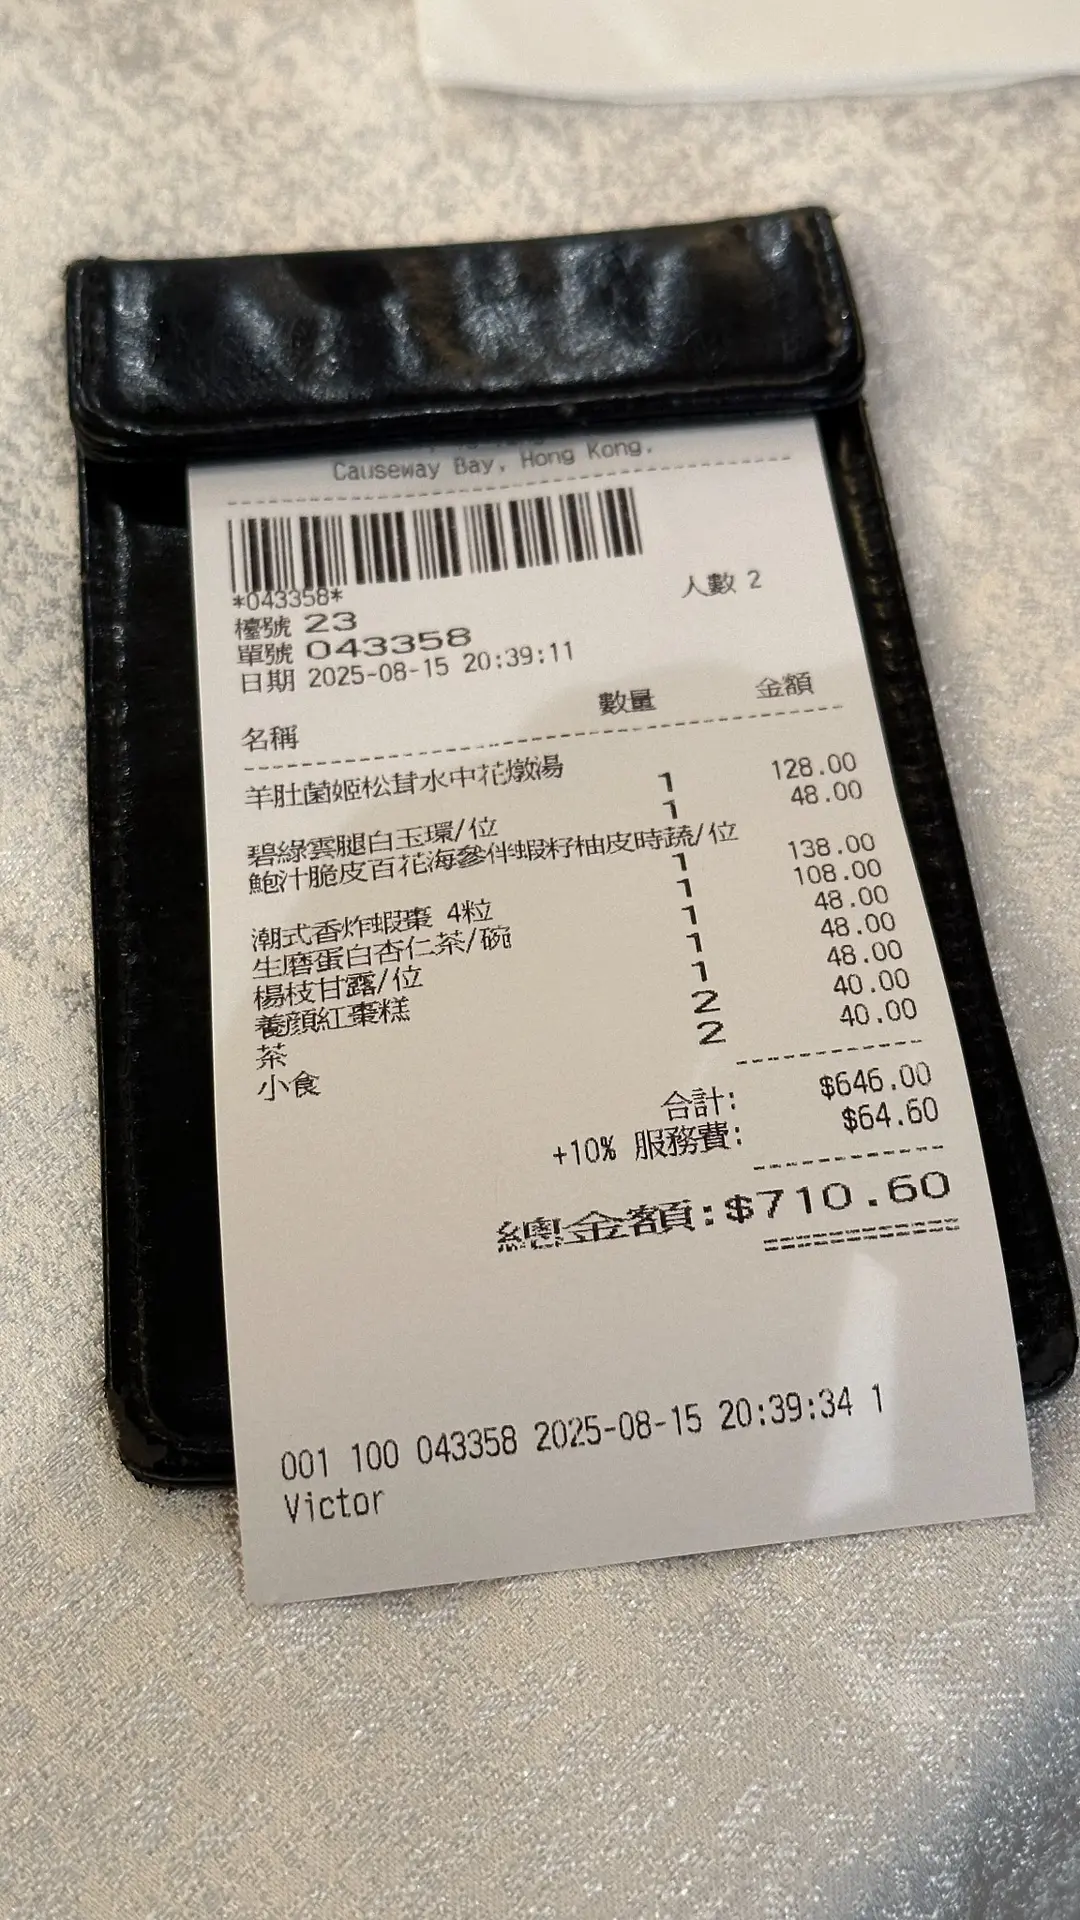 Causeway Bay, Hong Kong.
*043358*
人數 2
檯號 23
單號 043358
日期 2025-08-15 20:39:11
名稱 數量 金額
羊肚菌姬松茸水中花燉湯
1 128.00
碧綠雲腿白玉環/位 1 48.00
鮑汁脆皮百花海參伴蝦籽柚皮時蔬/位
1 138.00
潮式香炸蝦棗 4粒 1 108.00
生磨蛋白杏仁茶/碗 1 48.00
楊枝甘露/位 1 48.00
養顏紅棗糕 1 48.00
茶 2 40.00
小食 2 40.00
合計: $646.00
+10% 服務費: $64.60
總金額:$710.60
001 100 043358 2025-08-15 20:39:34 1
Victor